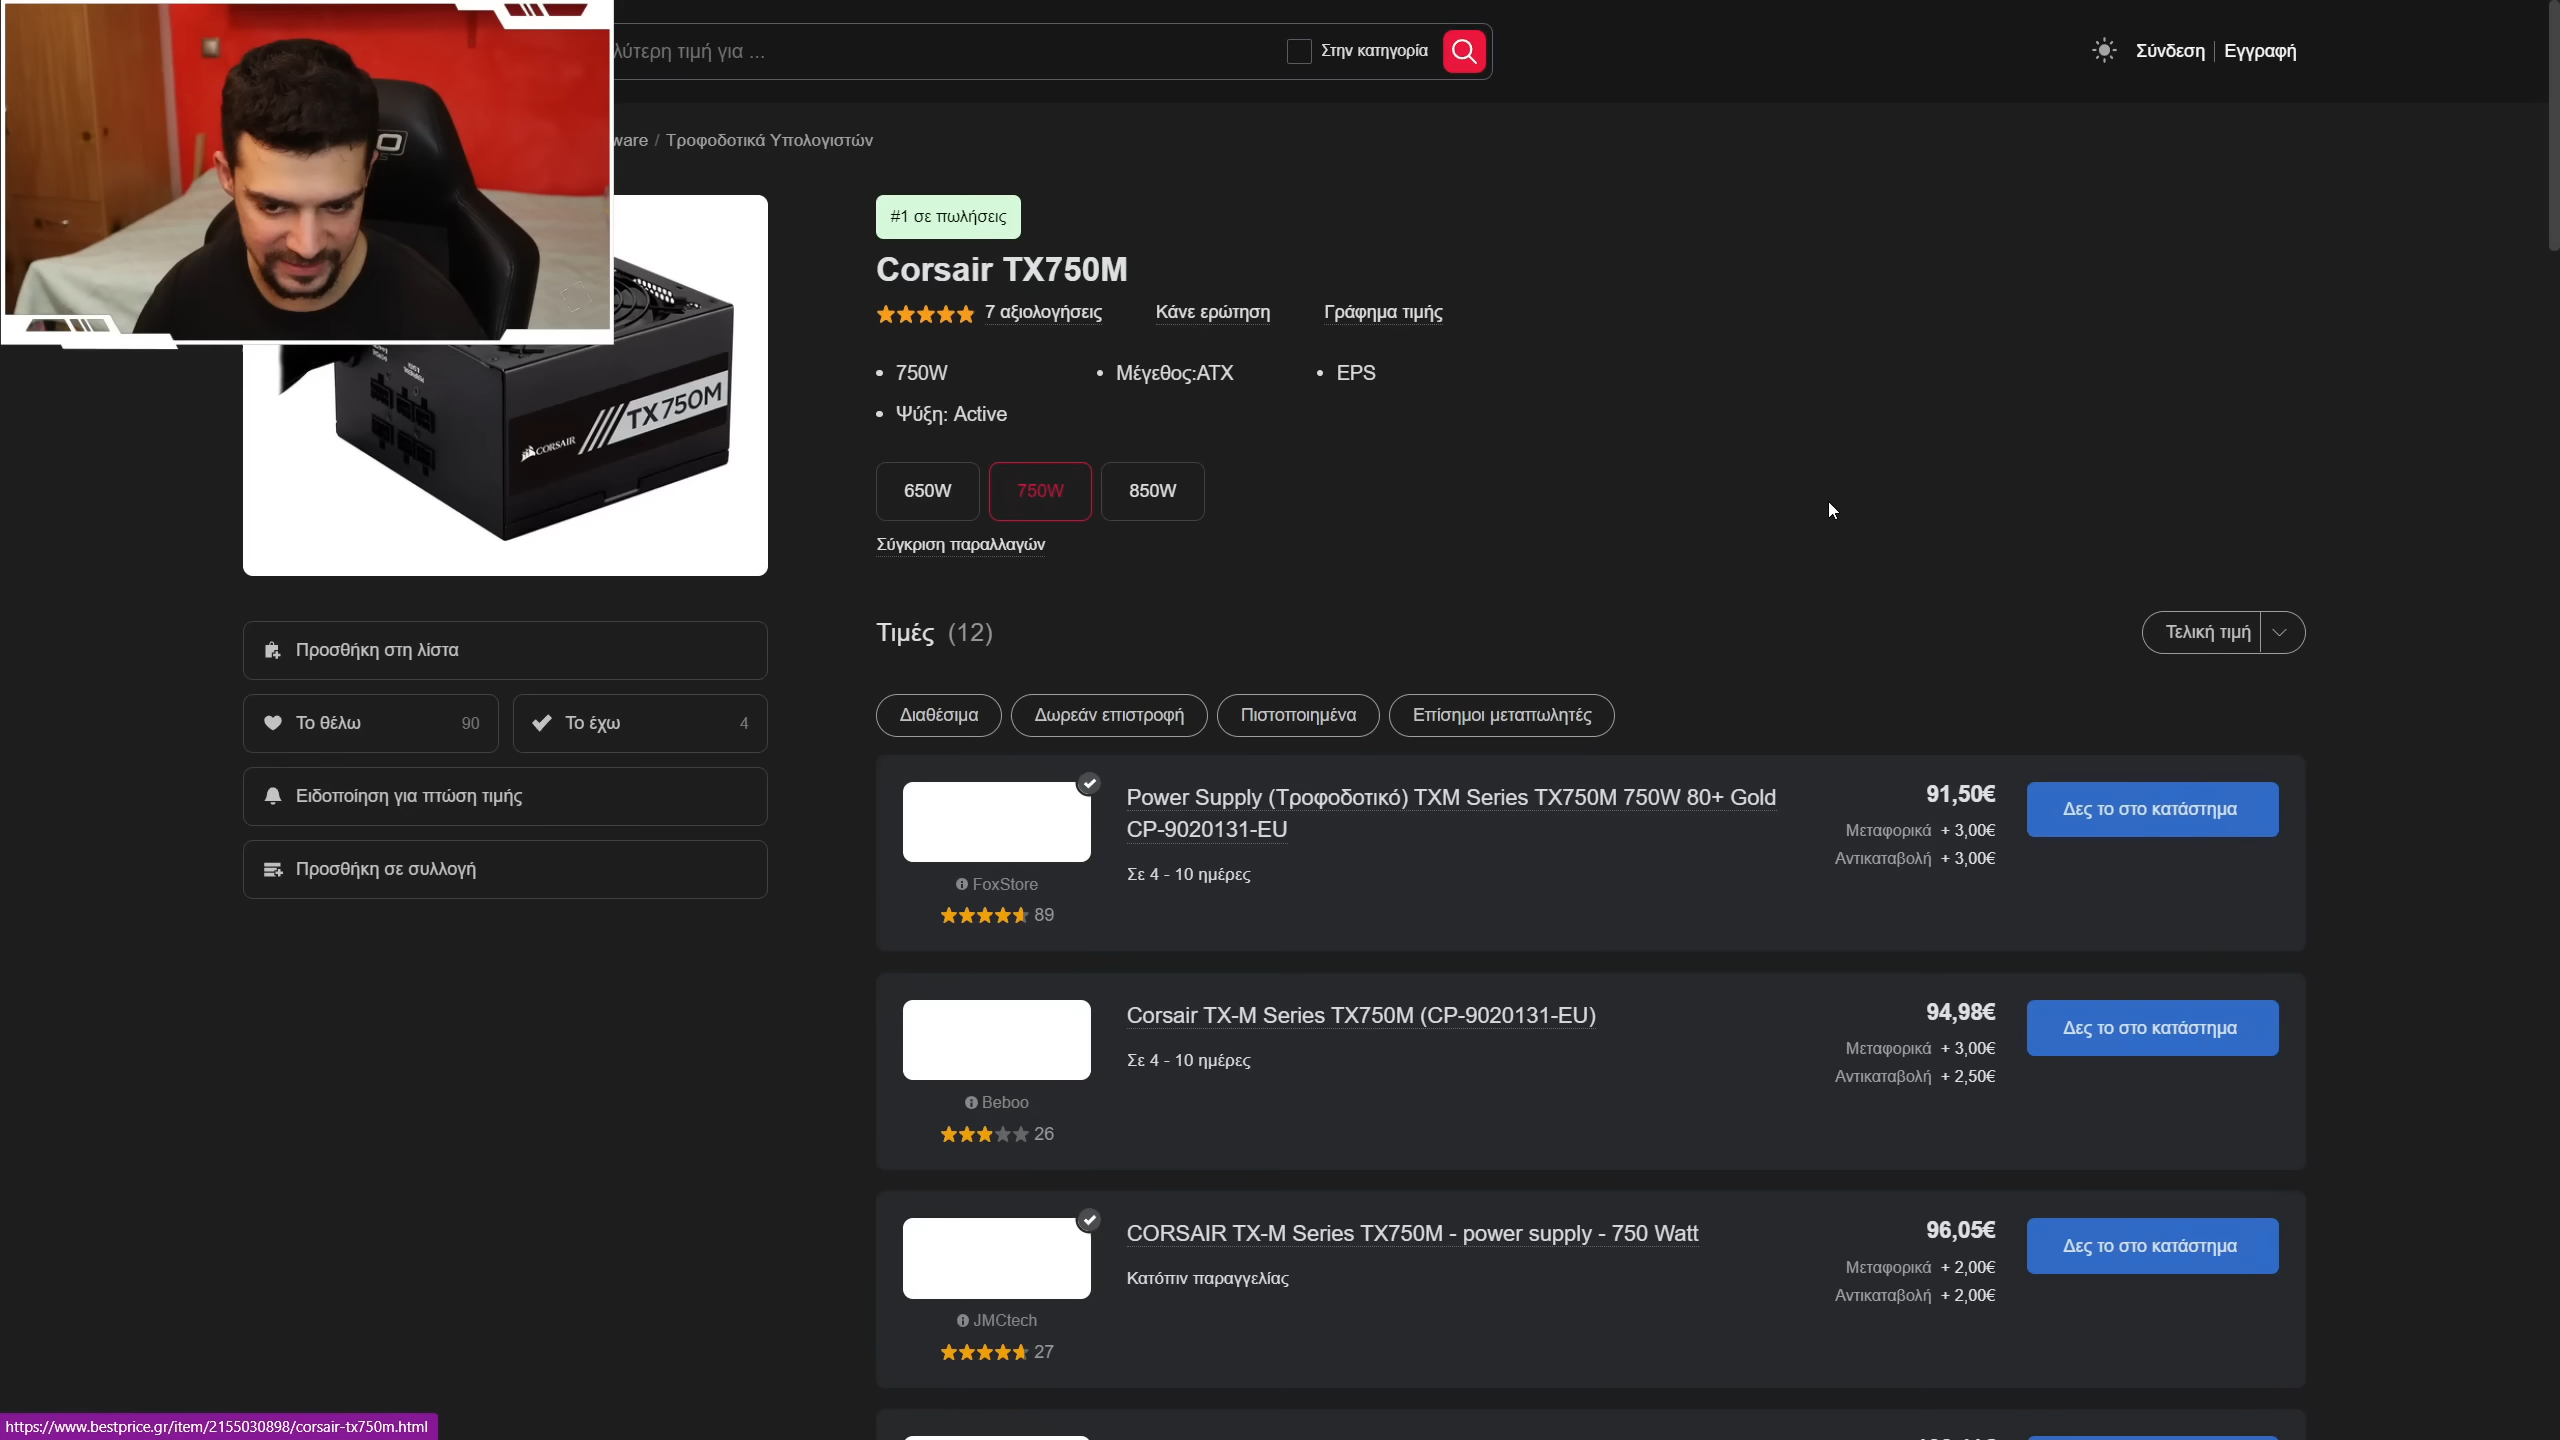 λύτερη τιμή για ...
Στην κατηγορία
Σύνδεση
Εγγραφή
ware / Τροφοδοτικά Υπολογιστών
#1 σε πωλήσεις
Corsair TX750M
7 αξιολογήσεις
Κάνε ερώτηση
Γράφημα τιμής
• 750W
• Μέγεθος:ATX
• EPS
• Ψύξη: Active
650W
750W
850W
Σύγκριση παραλλαγών
CORSAIR
TX750M
Προσθήκη στη λίστα
Το θέλω 90
Το έχω 4
Ειδοποίηση για πτώση τιμής
Προσθήκη σε συλλογή
Τιμές (12)
Τελική τιμή
Διαθέσιμα
Δωρεάν επιστροφή
Πιστοποιημένα
Επίσημοι μεταπωλητές
Power Supply (Τροφοδοτικό) TXM Series TX750M 750W 80+ Gold
CP-9020131-EU
Σε 4 - 10 ημέρες
FoxStore
89
91,50€
Μεταφορικά + 3,00€
Αντικαταβολή + 3,00€
Δες το στο κατάστημα
Corsair TX-M Series TX750M (CP-9020131-EU)
Σε 4 - 10 ημέρες
Beboo
26
94,98€
Μεταφορικά + 3,00€
Αντικαταβολή + 2,50€
Δες το στο κατάστημα
CORSAIR TX-M Series TX750M - power supply - 750 Watt
Κατόπιν παραγγελίας
JMCtech
27
96,05€
Μεταφορικά + 2,00€
Αντικαταβολή + 2,00€
Δες το στο κατάστημα
https://www.bestprice.gr/item/2155030898/corsair-tx750m.html